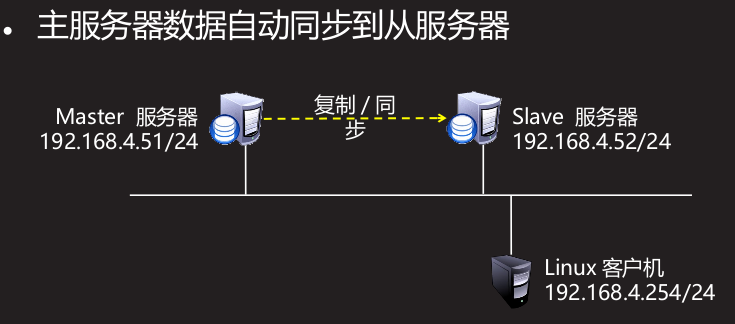 • 主服务器数据自动同步到从服务器
复制 / 同
步
Master 服务器
192.168.4.51/24
Slave 服务器
192.168.4.52/24
Linux 客户机
192.168.4.254/24